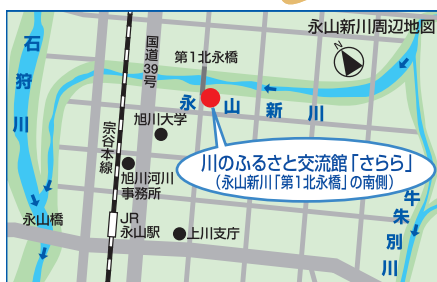 永山新川周辺地図
N
石狩川
国道39号
第1北永橋
永山新川
旭川大学
宗谷本線
川のふるさと交流館「さらら」
（永山新川「第1北永橋」の南側）
旭川河川
事務所
牛朱別川
永山橋
JR
永山駅
上川支庁